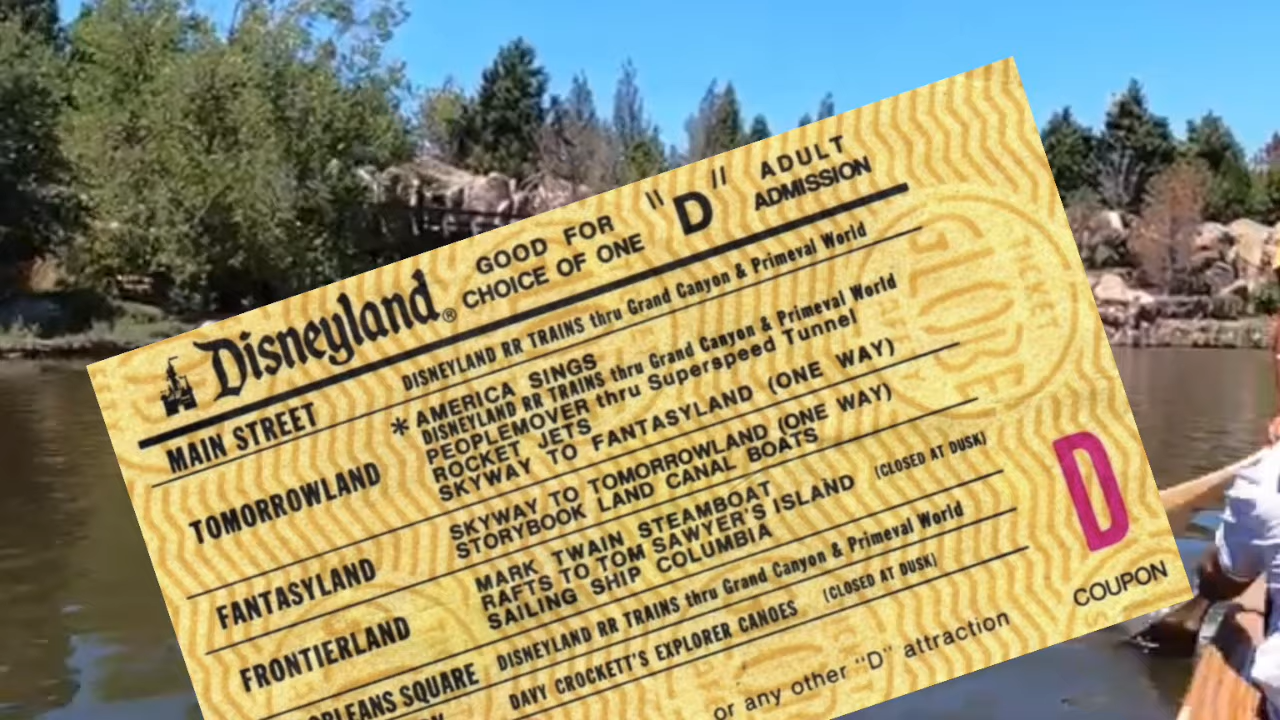 Disneyland®
GOOD FOR
CHOICE OF ONE
"D"
ADULT
ADMISSION
MAIN STREET
DISNEYLAND RR TRAINS thru Grand Canyon & Primeval World
TOMORROWLAND
* AMERICA SINGS
DISNEYLAND RR TRAINS thru Grand Canyon & Primeval World
PEOPLEMOVER thru Superspeed Tunnel
ROCKET JETS
SKYWAY TO FANTASYLAND (ONE WAY)
FANTASYLAND
SKYWAY TO TOMORROWLAND (ONE WAY)
STORYBOOK LAND CANAL BOATS
FRONTIERLAND
MARK TWAIN STEAMBOAT
RAFTS TO TOM SAWYER'S ISLAND (CLOSED AT DUSK)
SAILING SHIP COLUMBIA
SQUARE
DISNEYLAND RR TRAINS thru Grand Canyon & Primeval World
DAVY CROCKETT'S EXPLORER CANOES (CLOSED AT DUSK)
or any other "D" attraction
D
COUPON
GLOBE
TICKET